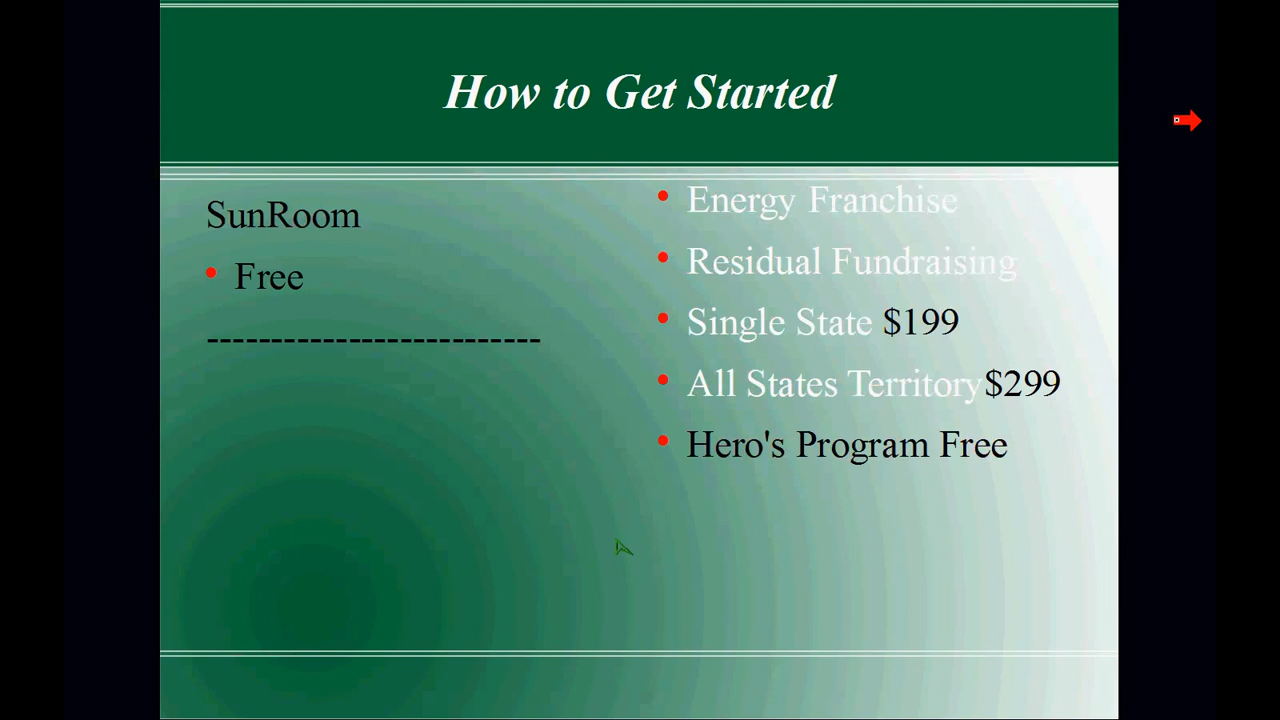 How to Get Started
SunRoom
• Free
--------------------------
• Energy Franchise
• Residual Fundraising
• Single State $199
• All States Territory$299
• Hero's Program Free